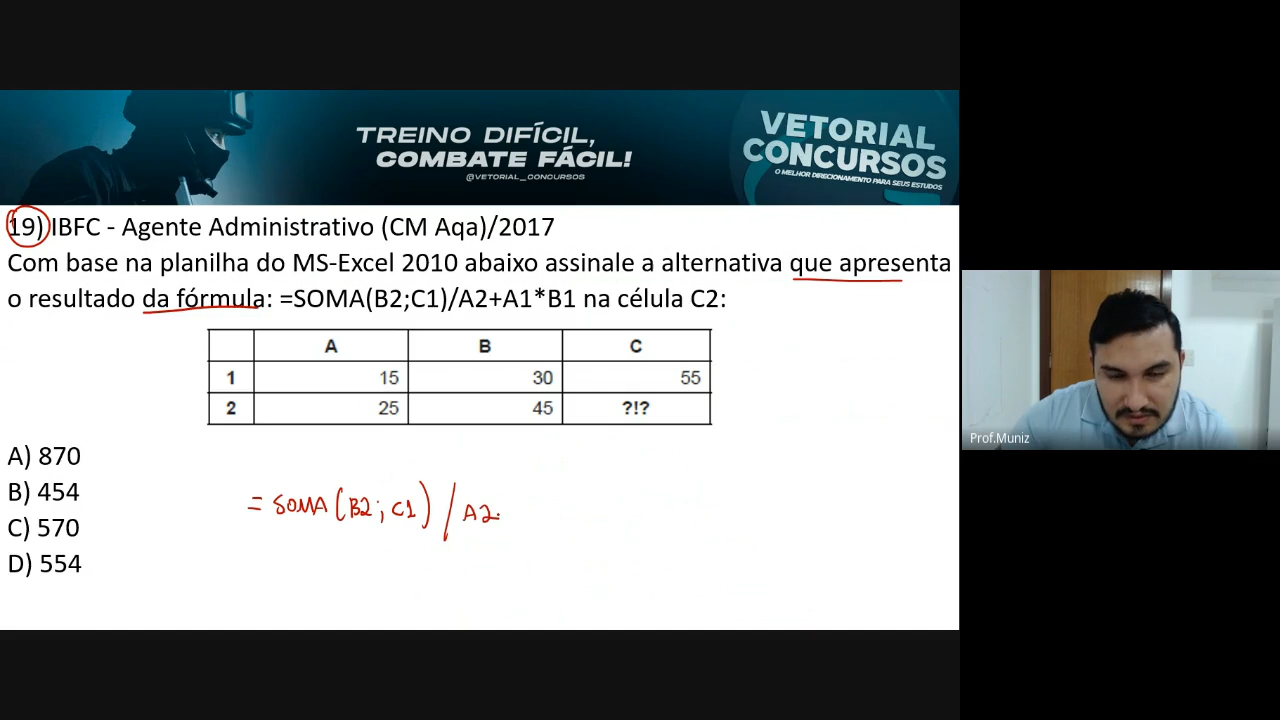 TREINO DIFÍCIL,
COMBATE FÁCIL!
@VETORIAL_CONCURSOS
VETORIAL
CONCURSOS
O MELHOR DIRECIONAMENTO PARA SEUS ESTUDOS
19) IBFC - Agente Administrativo (CM Aqa)/2017
Com base na planilha do MS-Excel 2010 abaixo assinale a alternativa que apresenta
o resultado da fórmula: =SOMA(B2;C1)/A2+A1*B1 na célula C2:
A B C
1 15 30 55
2 25 45 ?!?
A) 870
B) 454
C) 570
D) 554
= SOMA (B2; C1) / A2
Prof.Muniz